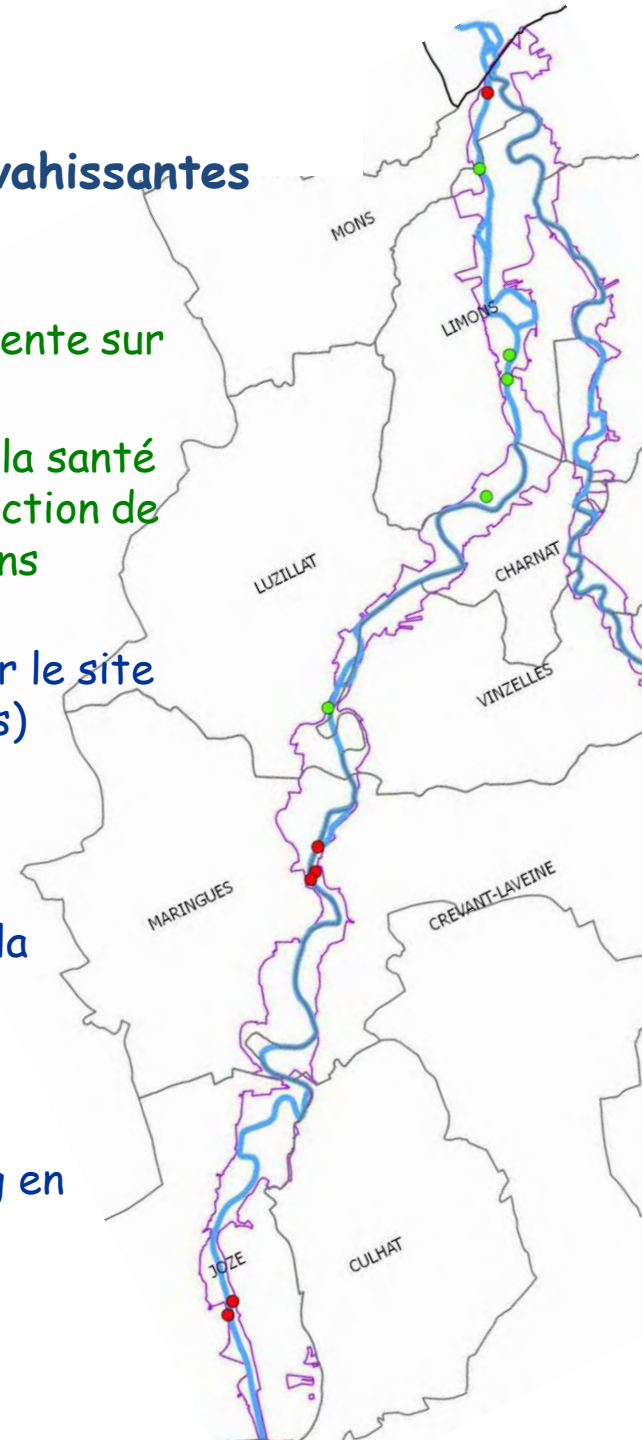 vahissantes
MONS
ente sur
LIMONS
la santé
ction de
ns
LUZILLAT
CHARNAT
r le site
s)
VINZELLES
MARINGUES
CREVANT-LAVEINE
la
g en
JOZE
CULHAT